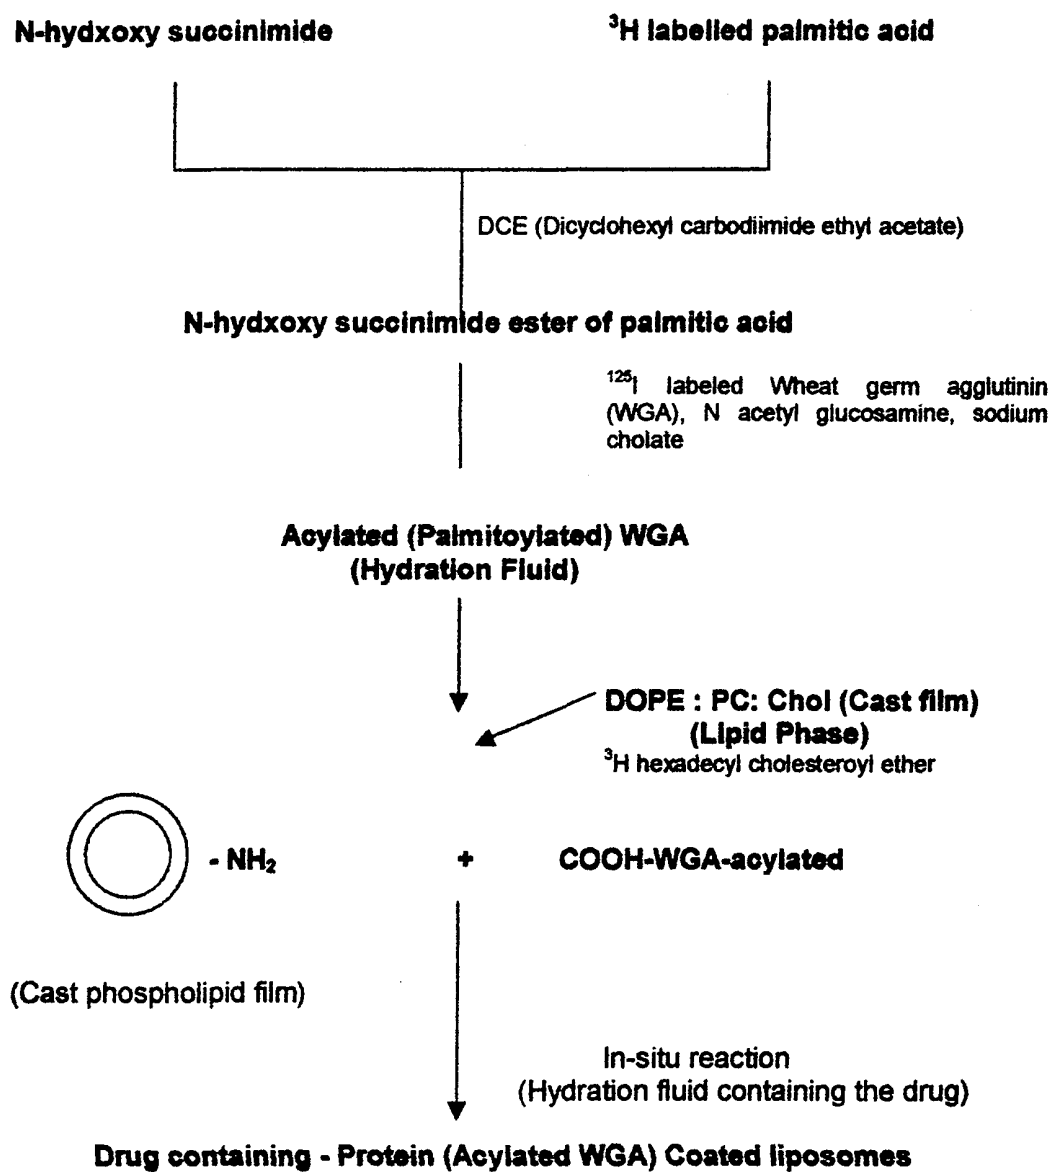 N-hydxoxy succinimide
³H labelled palmitic acid
DCE (Dicyclohexyl carbodiimide ethyl acetate)
N-hydxoxy succinimide ester of palmitic acid
¹²⁵I labeled Wheat germ agglutinin
(WGA), N acetyl glucosamine, sodium
cholate
Acylated (Palmitoylated) WGA
(Hydration Fluid)
DOPE : PC: Chol (Cast film)
(Lipid Phase)
³H hexadecyl cholesteroyl ether
- NH₂ + COOH-WGA-acylated
(Cast phospholipid film)
In-situ reaction
(Hydration fluid containing the drug)
Drug containing - Protein (Acylated WGA) Coated liposomes